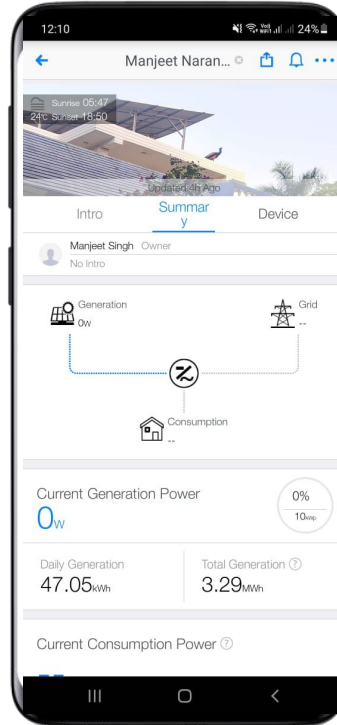 12:10
24%
Manjeet Naran...
Sunrise 05:47
24°C Sunset 18:50
Updated 4h Ago
Intro
Summar
y
Device
Manjeet Singh Owner
No Intro
Generation
0w
Grid
--
Consumption
--
Current Generation Power
0w
0%
10kWp
Daily Generation
47.05kWh
Total Generation ?
3.29MWh
Current Consumption Power ?